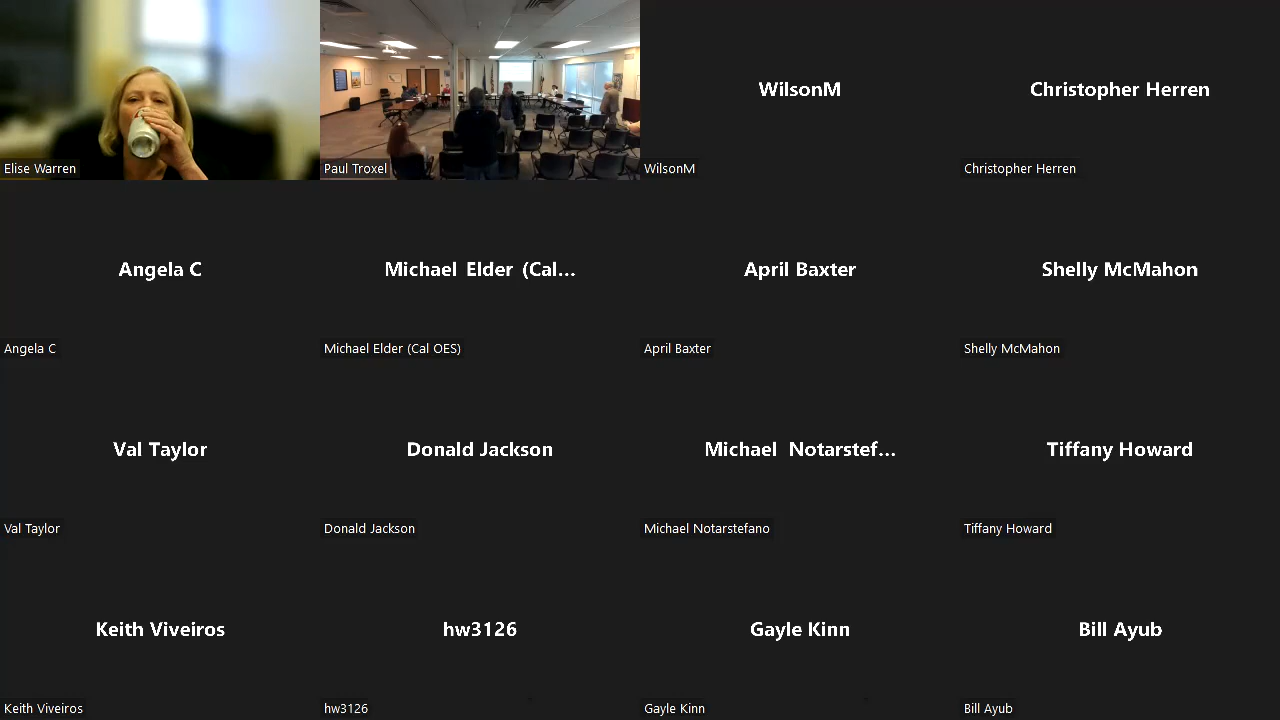 WilsonM
Christopher Herren
Elise Warren
Paul Troxel
WilsonM
Christopher Herren
Angela C
Michael Elder (Cal...
April Baxter
Shelly McMahon
Angela C
Michael Elder (Cal OES)
April Baxter
Shelly McMahon
Val Taylor
Donald Jackson
Michael Notarstef...
Tiffany Howard
Val Taylor
Donald Jackson
Michael Notarstefano
Tiffany Howard
Keith Viveiros
hw3126
Gayle Kinn
Bill Ayub
Keith Viveiros
hw3126
Gayle Kinn
Bill Ayub